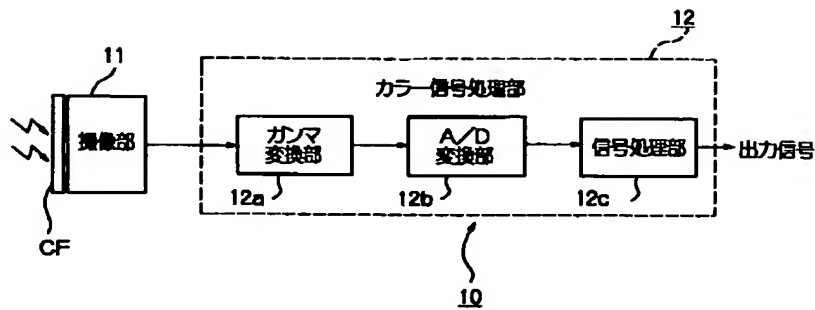 11
12
カラー信号処理部
撮像部
ガンマ
変換部
A/D
変換部
信号処理部
出力信号
12a
12b
12c
CF
10